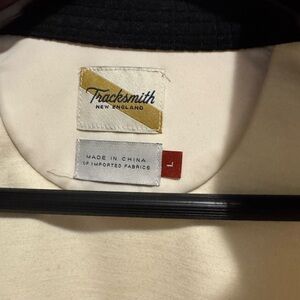 Tracksmith
NEW ENGLAND
MADE IN CHINA
OF IMPORTED FABRICS
L